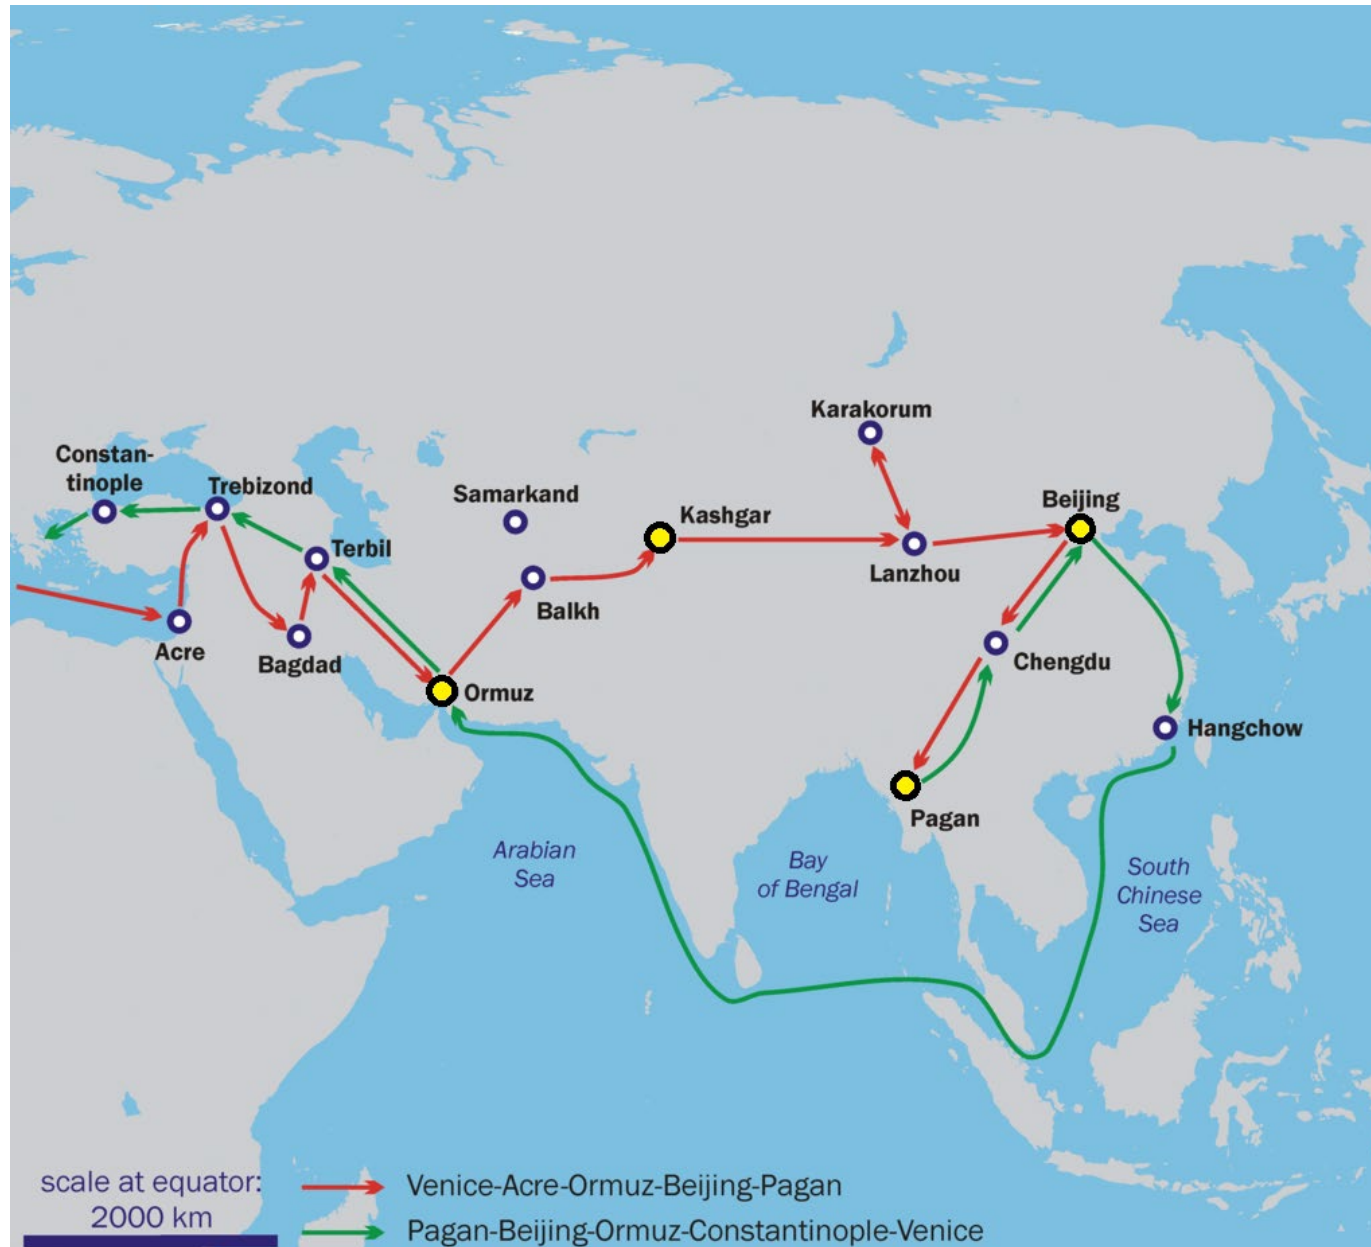 Karakorum
Constan-
tinople
Trebizond
Samarkand
Kashgar
Beijing
Terbil
Lanzhou
Balkh
Acre
Bagdad
Chengdu
Ormuz
Hangchow
Pagan
Arabian
Sea
Bay
of Bengal
South
Chinese
Sea
scale at equator:
2000 km
Venice-Acre-Ormuz-Beijing-Pagan
Pagan-Beijing-Ormuz-Constantinople-Venice